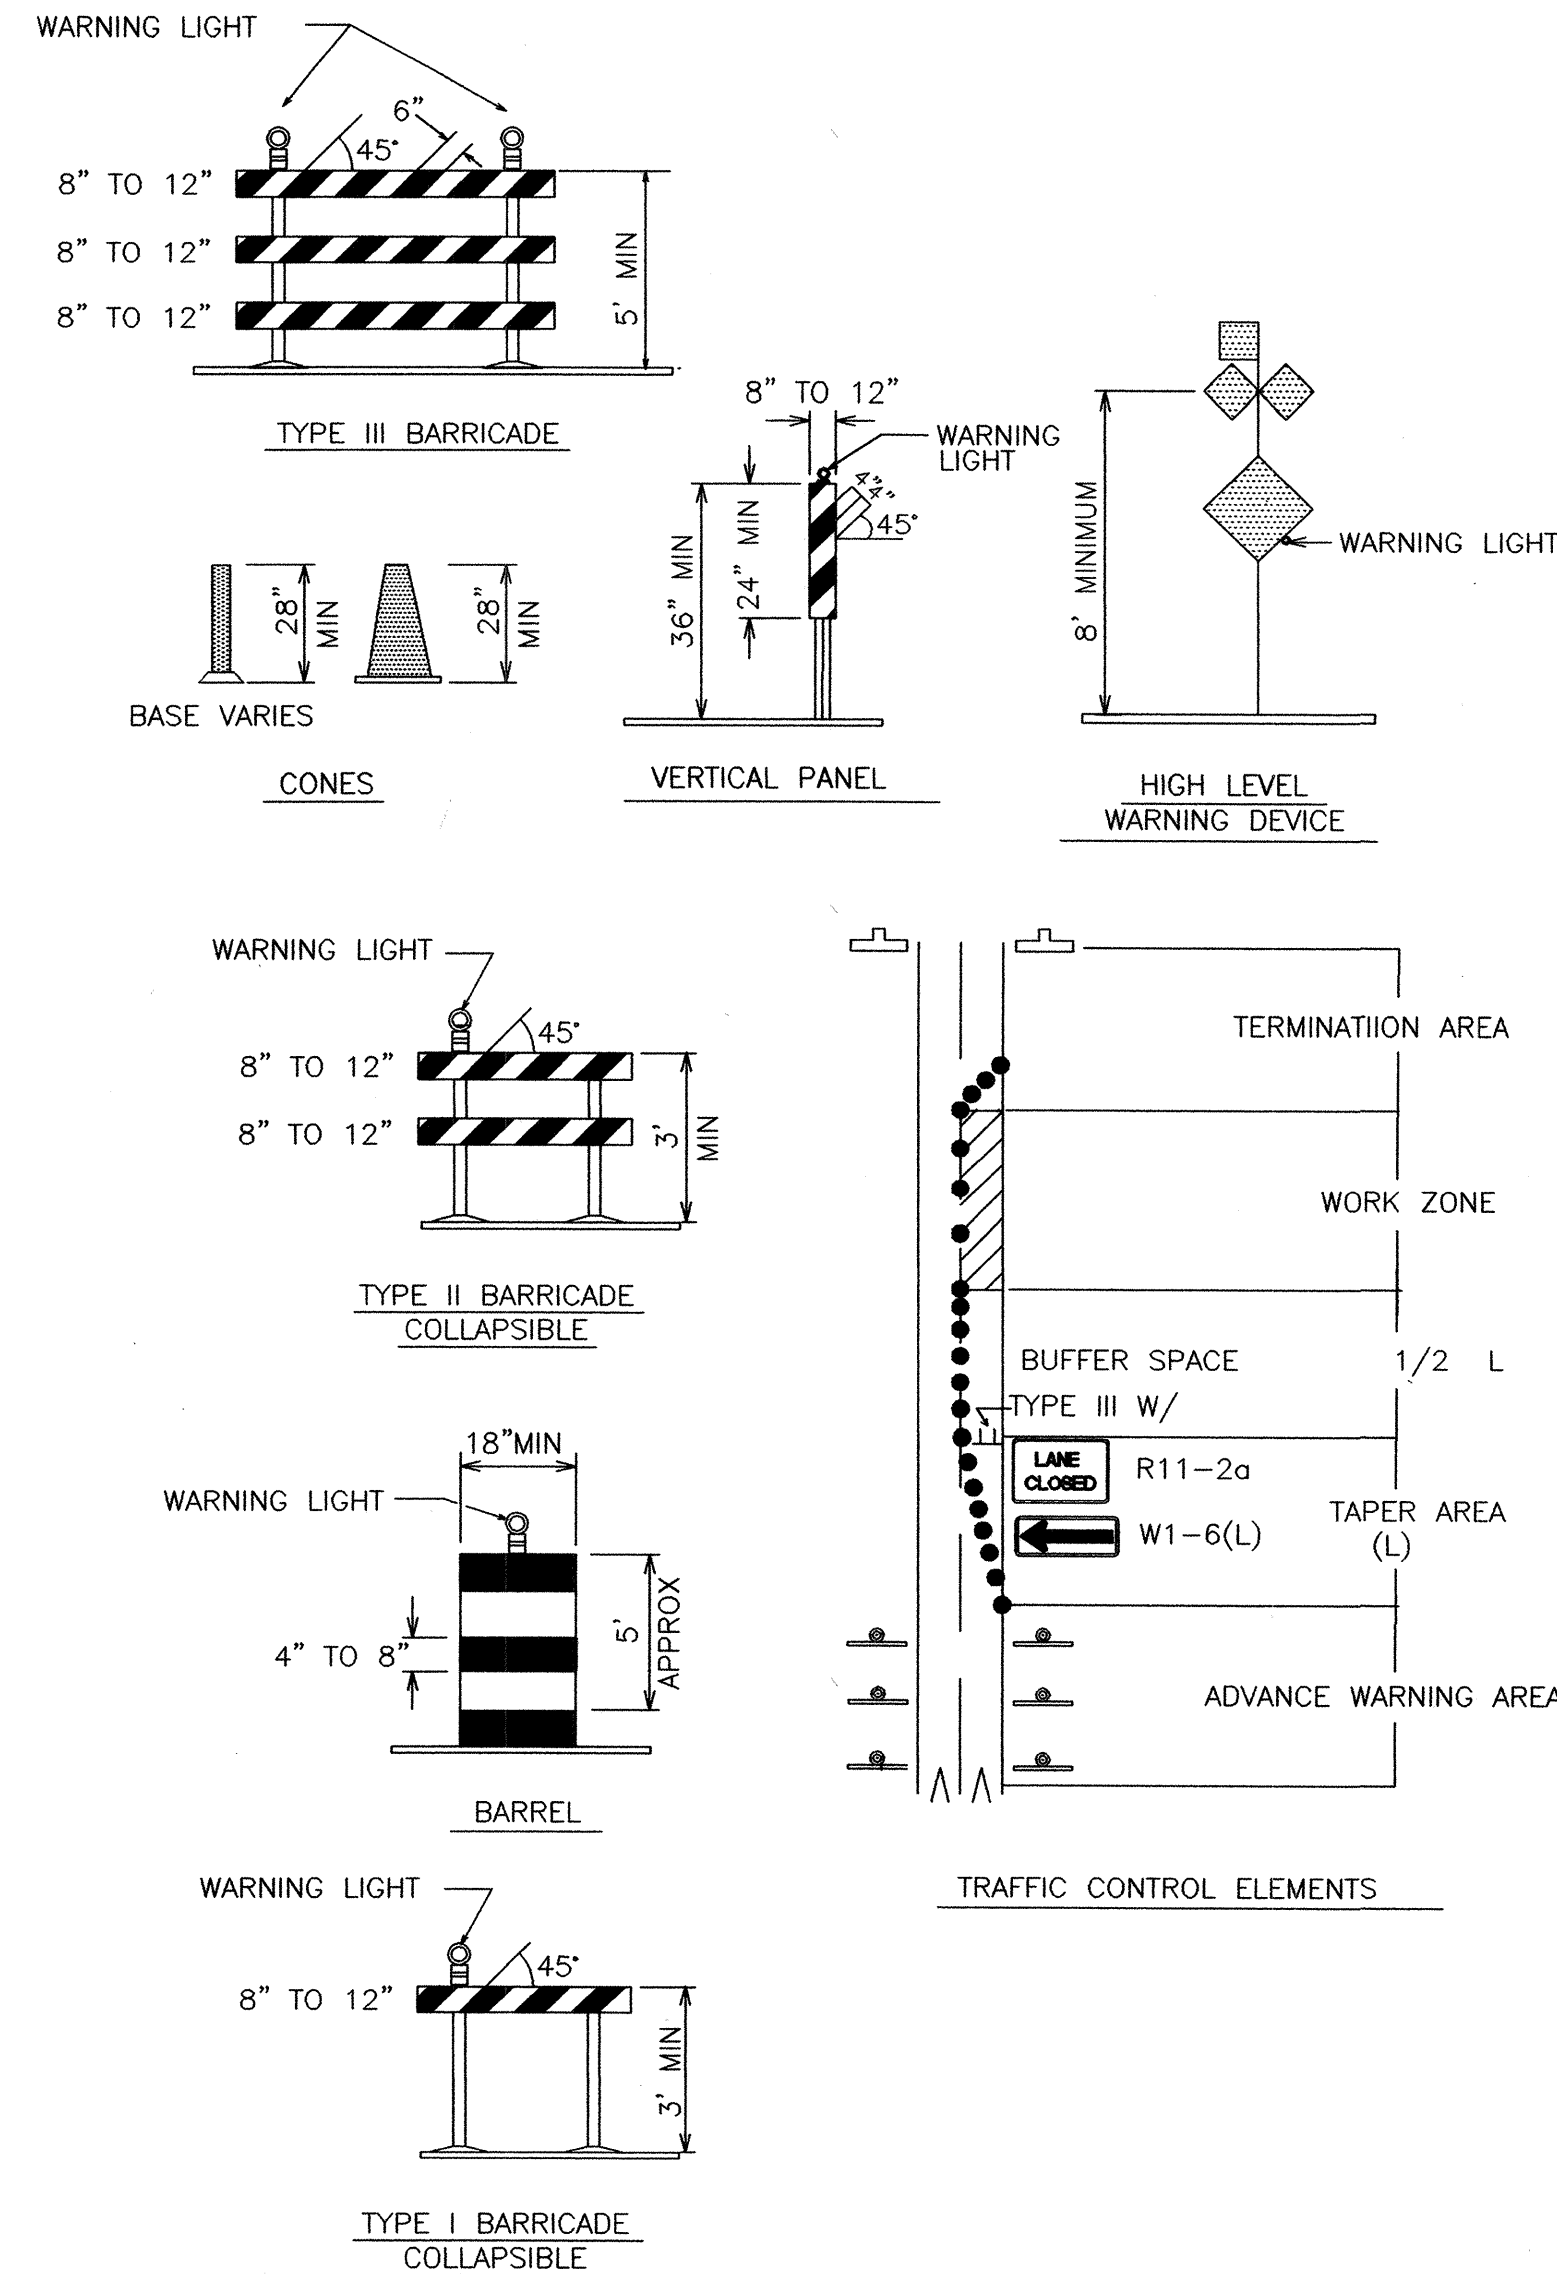 WARNING LIGHT
6"
45°
8" TO 12"
8" TO 12"
8" TO 12"
5' MIN
TYPE III BARRICADE
28"
MIN
28"
MIN
BASE VARIES
CONES
8" TO 12"
WARNING
LIGHT
4"
4"
45°
36" MIN
24" MIN
VERTICAL PANEL
8' MINIMUM
WARNING LIGHT
HIGH LEVEL
WARNING DEVICE
WARNING LIGHT
45°
8" TO 12"
8" TO 12"
3'
MIN
TYPE II BARRICADE
COLLAPSIBLE
18"MIN
WARNING LIGHT
4" TO 8"
5'
APPROX
BARREL
WARNING LIGHT
45°
8" TO 12"
3' MIN
TYPE I BARRICADE
COLLAPSIBLE
TERMINATIION AREA
WORK ZONE
BUFFER SPACE 1/2 L
TYPE III W/
LANE
CLOSED
R11-2a
W1-6(L)
TAPER AREA
(L)
ADVANCE WARNING AREA
TRAFFIC CONTROL ELEMENTS